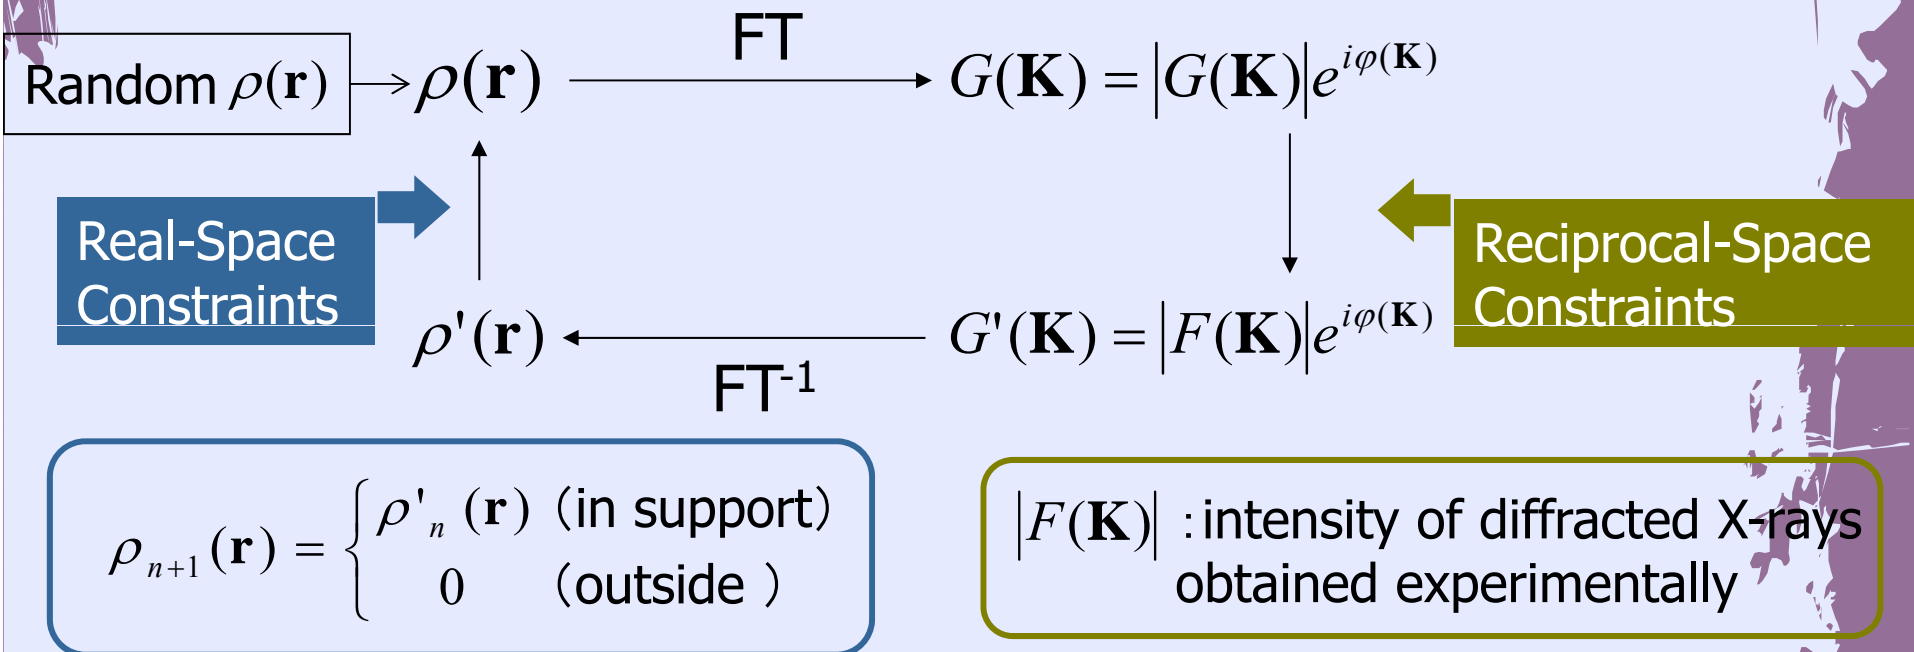 FT
Random ρ(r) → ρ(r) → G(K) = |G(K)|e^{iφ(K)}
Real-Space
Constraints
Reciprocal-Space
Constraints
ρ'(r) ← G'(K) = |F(K)|e^{iφ(K)}
FT^{-1}
ρ_{n+1}(r) = { ρ'_n (r) (in support)
0 (outside )
|F(K)| : intensity of diffracted X-rays
obtained experimentally